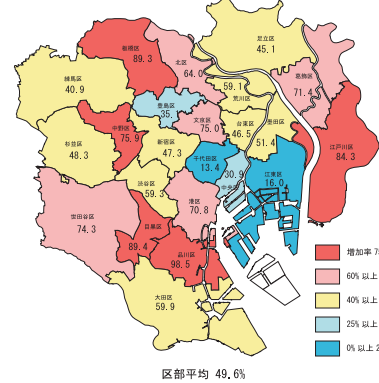 足立区
45.1
板橋区
89.3
北区
64.0
葛飾区
71.4
練馬区
40.9
59.1
荒川区
豊島区
35.
文京区
75.0
台東区
46.5
墨田区
51.4
中野区
75.9
杉並区
48.3
新宿区
47.3
江戸川区
84.3
千代田区
13.4
30.9
中央区
江東区
16.0
渋谷区
59.3
港区
70.8
世田谷区
74.3
目黒区
89.4
品川区
98.5
大田区
59.9
増加率 7
60% 以上
40% 以上
25% 以上
0% 以上 2
区部平均 49.6%